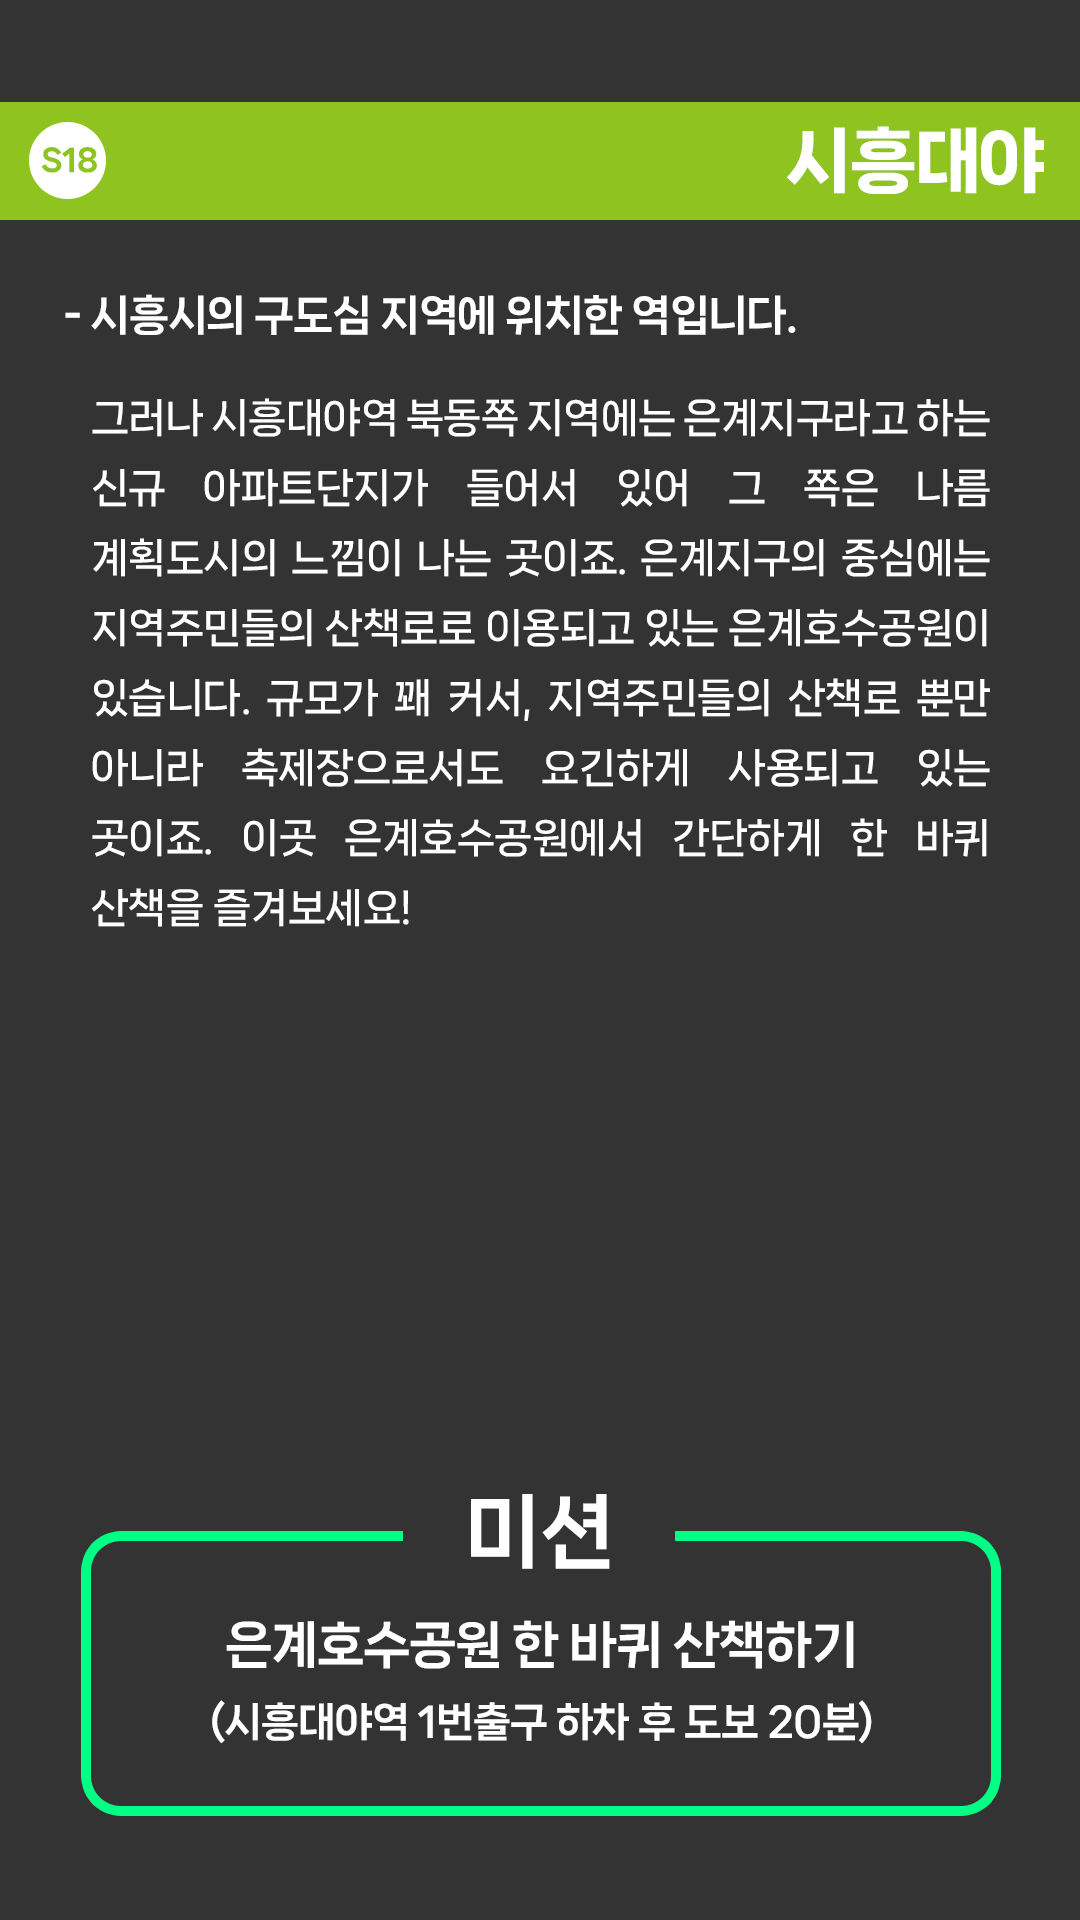 S18
시흥대야
- 시흥시의 구도심 지역에 위치한 역입니다.
그러나 시흥대야역 북동쪽 지역에는 은계지구라고 하는
신규 아파트단지가 들어서 있어 그 쪽은 나름
계획도시의 느낌이 나는 곳이죠. 은계지구의 중심에는
지역주민들의 산책로로 이용되고 있는 은계호수공원이
있습니다. 규모가 꽤 커서, 지역주민들의 산책로 뿐만
아니라 축제장으로서도 요긴하게 사용되고 있는
곳이죠. 이곳 은계호수공원에서 간단하게 한 바퀴
산책을 즐겨보세요!
미션
은계호수공원 한 바퀴 산책하기
(시흥대야역 1번출구 하차 후 도보 20분)